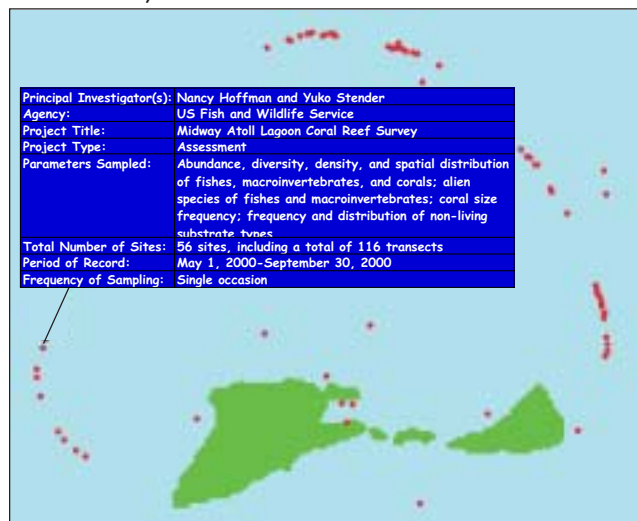 Principal Investigator(s): Nancy Hoffman and Yuko Stender
Agency: US Fish and Wildlife Service
Project Title: Midway Atoll Lagoon Coral Reef Survey
Project Type: Assessment
Parameters Sampled: Abundance, diversity, density, and spatial distribution
of fishes, macroinvertebrates, and corals; alien
species of fishes and macroinvertebrates; coral size
frequency; frequency and distribution of non-living
substrate types
Total Number of Sites: 56 sites, including a total of 116 transects
Period of Record: May 1, 2000-September 30, 2000
Frequency of Sampling: Single occasion